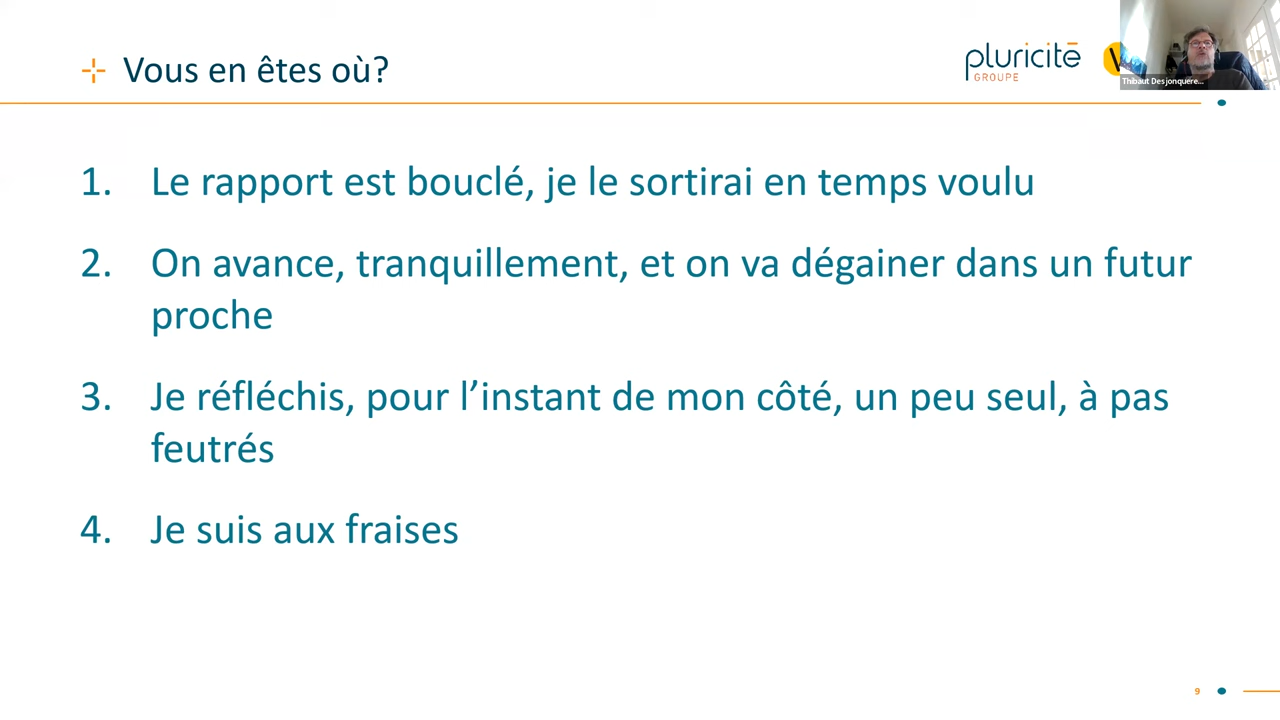 Vous en êtes où?
pluricité
GROUPE
Thibaut Desjonquere...
1. Le rapport est bouclé, je le sortirai en temps voulu
2. On avance, tranquillement, et on va dégainer dans un futur
proche
3. Je réfléchis, pour l’instant de mon côté, un peu seul, à pas
feutrés
4. Je suis aux fraises
9